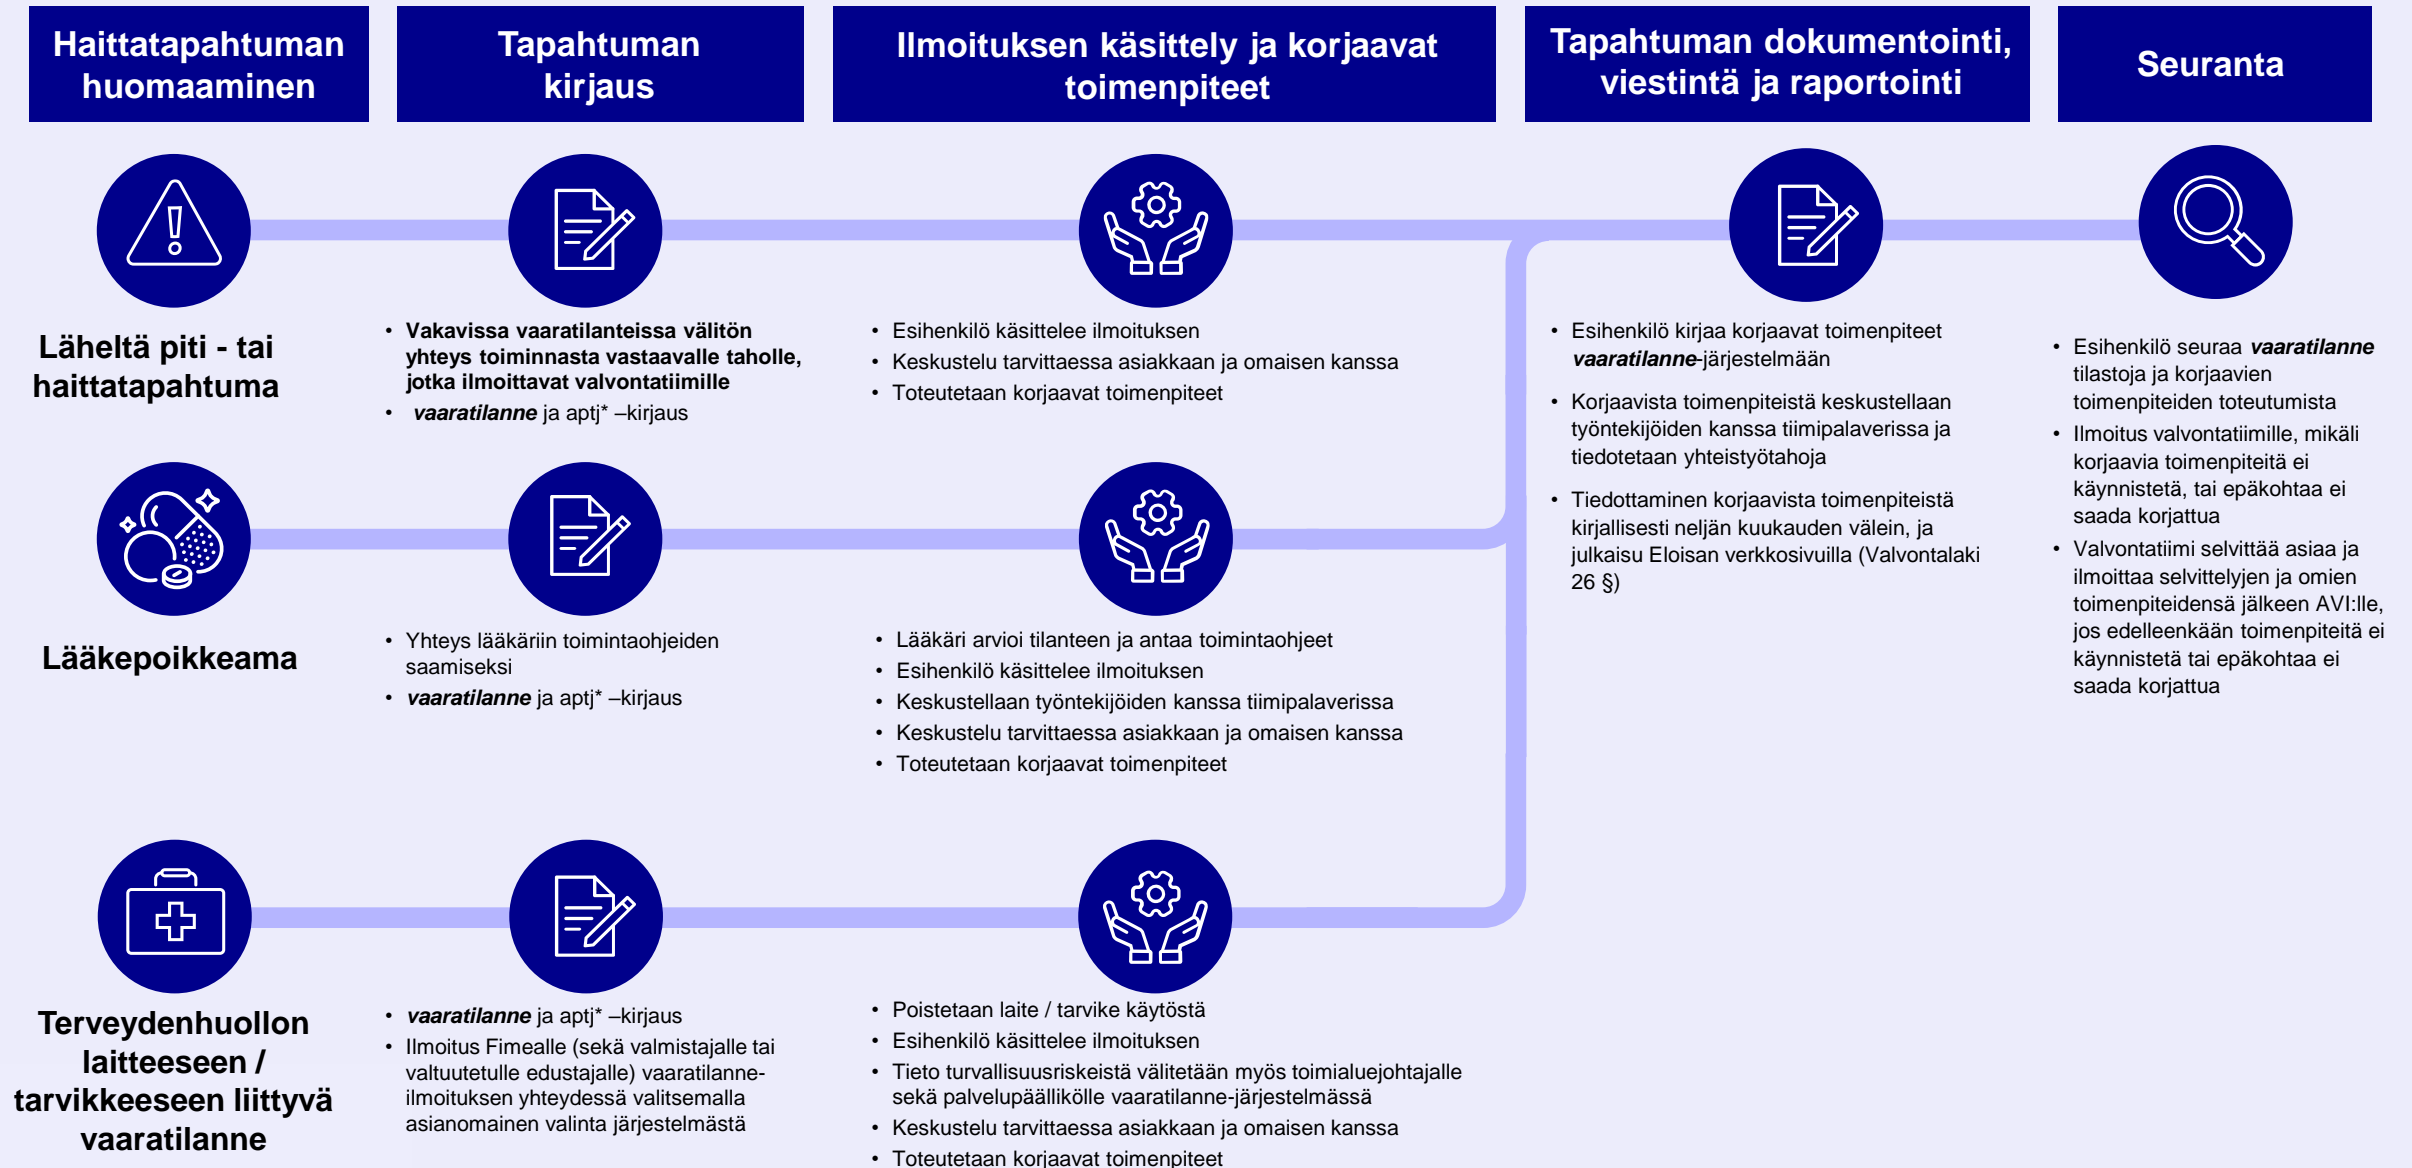 Haittatapahtuman
huomaaminen
Tapahtuman
kirjaus
Ilmoituksen käsittely ja korjaavat
toimenpiteet
Tapahtuman dokumentointi,
viestintä ja raportointi
Seuranta
Läheltä piti - tai
haittatapahtuma
• Vakavissa vaaratilanteissa välitön
yhteys toiminnasta vastaavalle taholle,
jotka ilmoittavat valvontatiimille
• vaaratilanne ja aptj* –kirjaus
• Esihenkilö käsittelee ilmoituksen
• Keskustelu tarvittaessa asiakkaan ja omaisen kanssa
• Toteutetaan korjaavat toimenpiteet
• Esihenkilö kirjaa korjaavat toimenpiteet
vaaratilanne-järjestelmään
• Korjaavista toimenpiteistä keskustellaan
työntekijöiden kanssa tiimipalaverissa ja
tiedotetaan yhteistyötahoja
• Tiedottaminen korjaavista toimenpiteistä
kirjallisesti neljän kuukauden välein, ja
julkaisu Eloisan verkkosivuilla (Valvontalaki
26 §)
• Esihenkilö seuraa vaaratilanne
tilastoja ja korjaavien
toimenpiteiden toteutumista
• Ilmoitus valvontatiimille, mikäli
korjaavia toimenpiteitä ei
käynnistetä, tai epäkohtaa ei
saada korjattua
• Valvontatiimi selvittää asiaa ja
ilmoittaa selvittelyjen ja omien
toimenpiteidensä jälkeen AVI:lle,
jos edelleenkään toimenpiteitä ei
käynnistetä tai epäkohtaa ei
saada korjattua
Lääkepoikkeama
• Yhteys lääkäriin toimintaohjeiden
saamiseksi
• vaaratilanne ja aptj* –kirjaus
• Lääkäri arvioi tilanteen ja antaa toimintaohjeet
• Esihenkilö käsittelee ilmoituksen
• Keskustellaan työntekijöiden kanssa tiimipalaverissa
• Keskustelu tarvittaessa asiakkaan ja omaisen kanssa
• Toteutetaan korjaavat toimenpiteet
Terveydenhuollon
laitteeseen /
tarvikkeeseen liittyvä
vaaratilanne
• vaaratilanne ja aptj* –kirjaus
• Ilmoitus Fimealle (sekä valmistajalle tai
valtuutetulle edustajalle) vaaratilanne-
ilmoituksen yhteydessä valitsemalla
asianomainen valinta järjestelmästä
• Poistetaan laite / tarvike käytöstä
• Esihenkilö käsittelee ilmoituksen
• Tieto turvallisuusriskeistä välitetään myös toimialuejohtajalle
sekä palvelupäällikölle vaaratilanne-järjestelmässä
• Keskustelu tarvittaessa asiakkaan ja omaisen kanssa
• Toteutetaan korjaavat toimenpiteet